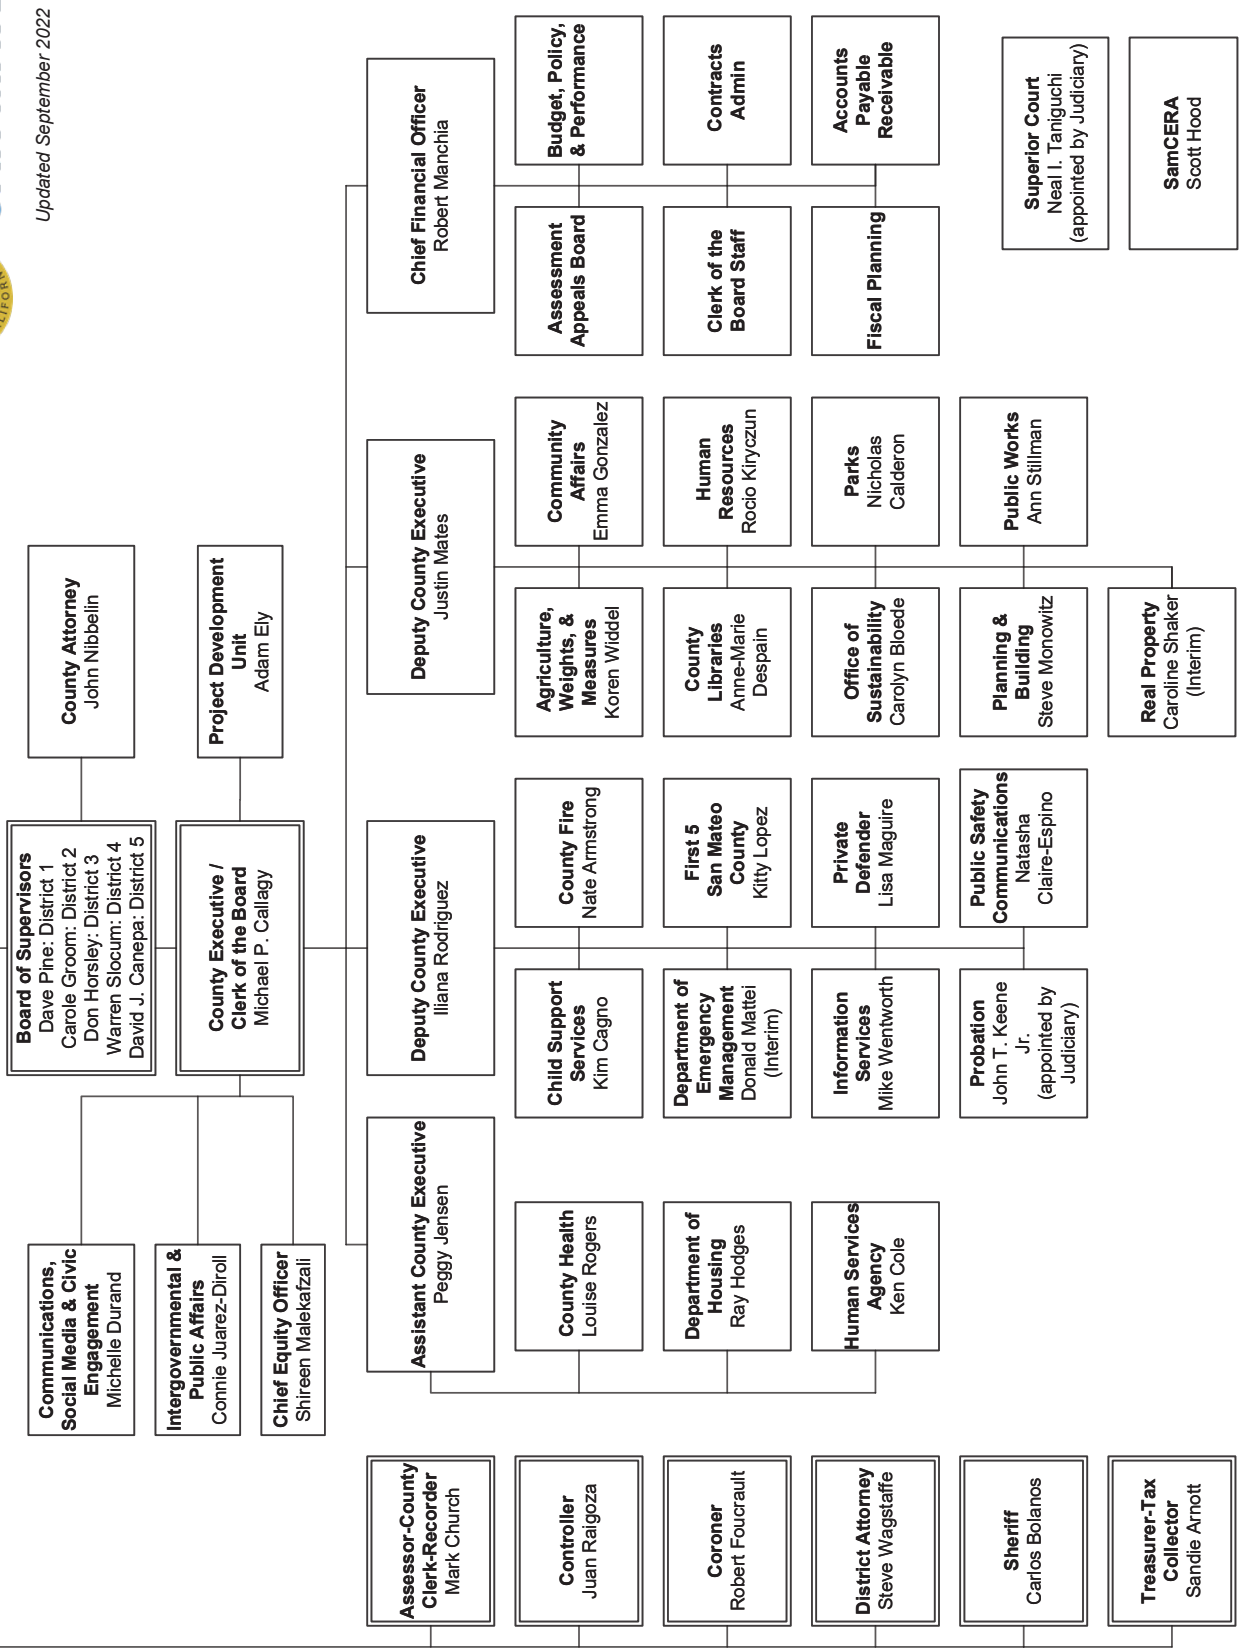 Updated September 2022
Board of Supervisors
Dave Pine: District 1
Carole Groom: District 2
Don Horsley: District 3
Warren Slocum: District 4
David J. Canepa: District 5
County Attorney
John Nibbelin
County Executive /
Clerk of the Board
Michael P. Callagy
Project Development
Unit
Adam Ely
Communications,
Social Media & Civic
Engagement
Michelle Durand
Intergovernmental &
Public Affairs
Connie Juarez-Diroll
Chief Equity Officer
Shireen Malekafzali
Assessor-County
Clerk-Recorder
Mark Church
Controller
Juan Raigoza
Coroner
Robert Foucrault
District Attorney
Steve Wagstaffe
Sheriff
Carlos Bolanos
Treasurer-Tax
Collector
Sandie Arnott
Assistant County Executive
Peggy Jensen
County Health
Louise Rogers
Department of
Housing
Ray Hodges
Human Services
Agency
Ken Cole
Deputy County Executive
Iliana Rodriguez
Child Support
Services
Kim Cagno
County Fire
Nate Armstrong
Department of
Emergency
Management
Donald Mattei
(Interim)
First 5
San Mateo
County
Kitty Lopez
Information
Services
Mike Wentworth
Private
Defender
Lisa Maguire
Probation
John T. Keene
Jr.
(appointed by
Judiciary)
Public Safety
Communications
Natasha
Claire-Espino
Deputy County Executive
Justin Mates
Agriculture,
Weights, &
Measures
Koren Widdel
Community
Affairs
Emma Gonzalez
County
Libraries
Anne-Marie
Despain
Human
Resources
Rocio Kiryczun
Office of
Sustainability
Carolyn Bloede
Parks
Nicholas
Calderon
Planning &
Building
Steve Monowitz
Public Works
Ann Stillman
Real Property
Caroline Shaker
(Interim)
Chief Financial Officer
Robert Manchia
Assessment
Appeals Board
Budget, Policy,
& Performance
Clerk of the
Board Staff
Contracts
Admin
Fiscal Planning
Accounts
Payable
Receivable
Superior Court
Neal I. Taniguchi
(appointed by Judiciary)
SamCERA
Scott Hood